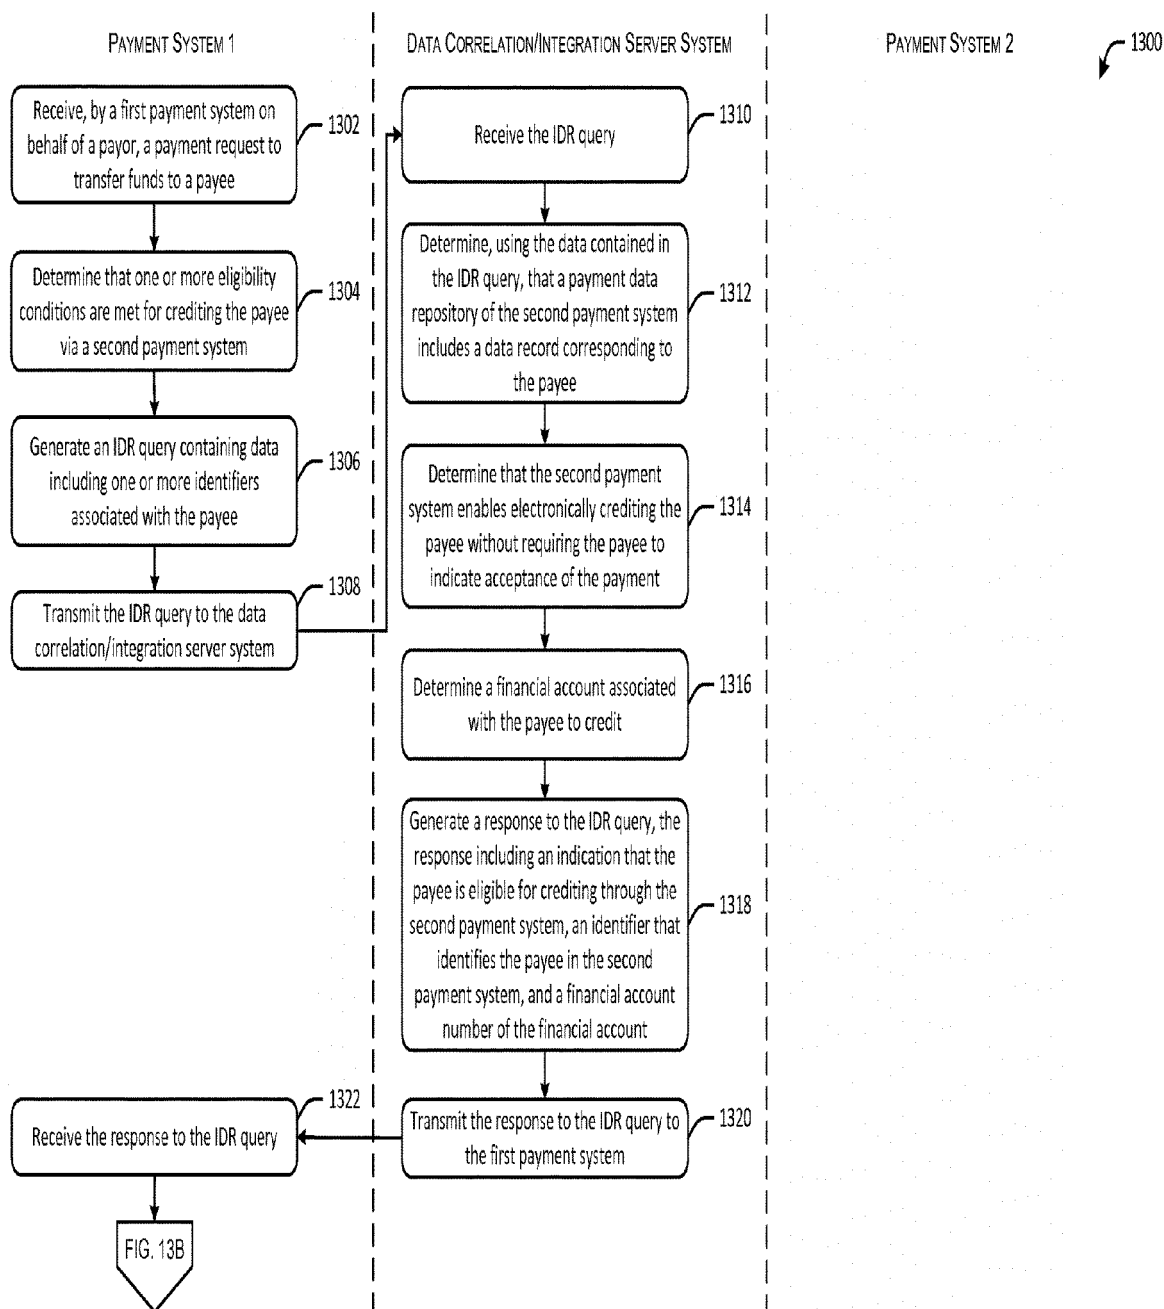 PAYMENT SYSTEM 1
DATA CORRELATION/INTEGRATION SERVER SYSTEM
PAYMENT SYSTEM 2
1300
Receive, by a first payment system on
behalf of a payor, a payment request to
transfer funds to a payee
1302
Determine that one or more eligibility
conditions are met for crediting the payee
via a second payment system
1304
Generate an IDR query containing data
including one or more identifiers
associated with the payee
1306
Transmit the IDR query to the data
correlation/integration server system
1308
Receive the IDR query
1310
Determine, using the data contained in
the IDR query, that a payment data
repository of the second payment system
includes a data record corresponding to
the payee
1312
Determine that the second payment
system enables electronically crediting the
payee without requiring the payee to
indicate acceptance of the payment
1314
Determine a financial account associated
with the payee to credit
1316
Generate a response to the IDR query, the
response including an indication that the
payee is eligible for crediting through the
second payment system, an identifier that
identifies the payee in the second
payment system, and a financial account
number of the financial account
1318
Transmit the response to the IDR query to
the first payment system
1320
Receive the response to the IDR query
1322
FIG. 13B